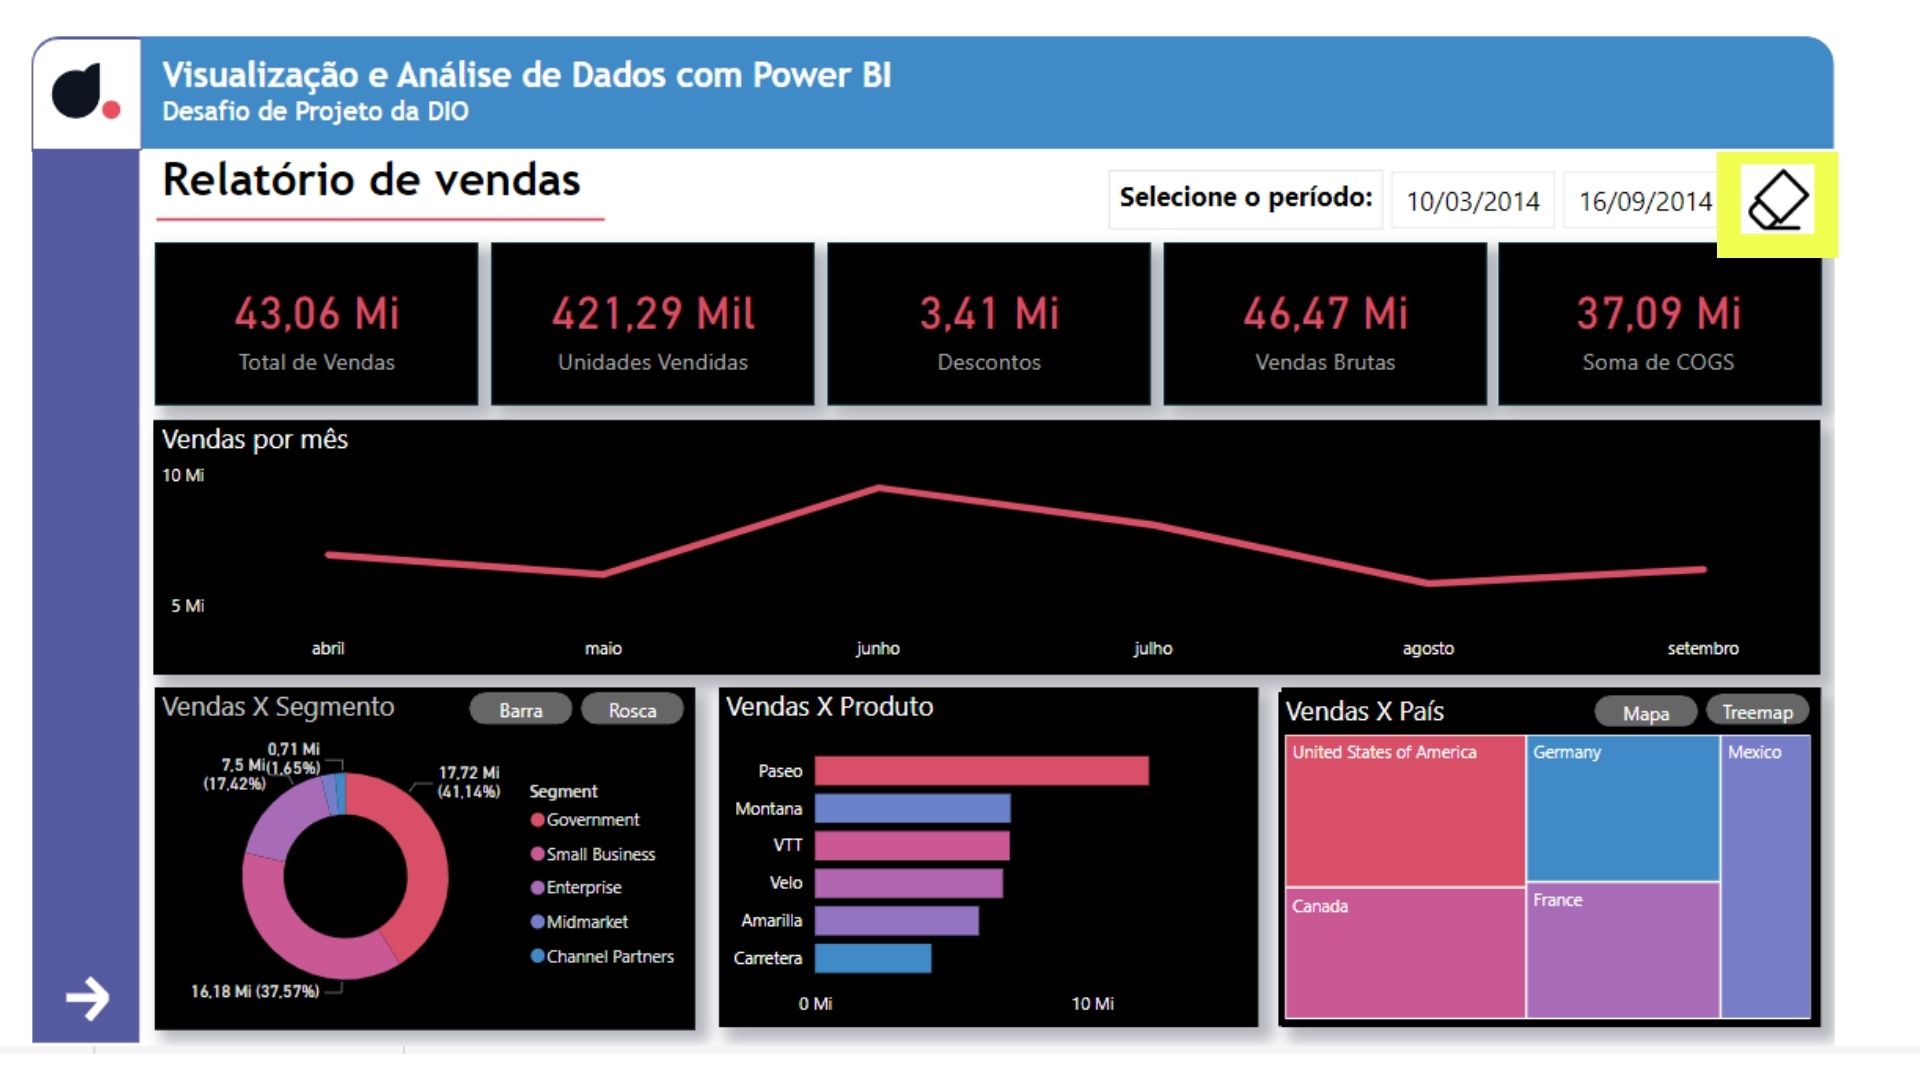 Visualização e Análise de Dados com Power BI
Desafio de Projeto da DIO
Relatório de vendas
Selecione o período:
10/03/2014
16/09/2014
43,06 Mi
Total de Vendas
421,29 Mil
Unidades Vendidas
3,41 Mi
Descontos
46,47 Mi
Vendas Brutas
37,09 Mi
Soma de COGS
Vendas por mês
10 Mi
5 Mi
abril
maio
junho
julho
agosto
setembro
Vendas X Segmento
Barra
Rosca
0,71 Mi
(1,65%)
7,5 Mi
(17,42%)
17,72 Mi
(41,14%)
16,18 Mi (37,57%)
Segment
Government
Small Business
Enterprise
Midmarket
Channel Partners
Vendas X Produto
Paseo
Montana
VTT
Velo
Amarilla
Carretera
0 Mi
10 Mi
Vendas X País
Mapa
Treemap
United States of America
Canada
Germany
France
Mexico